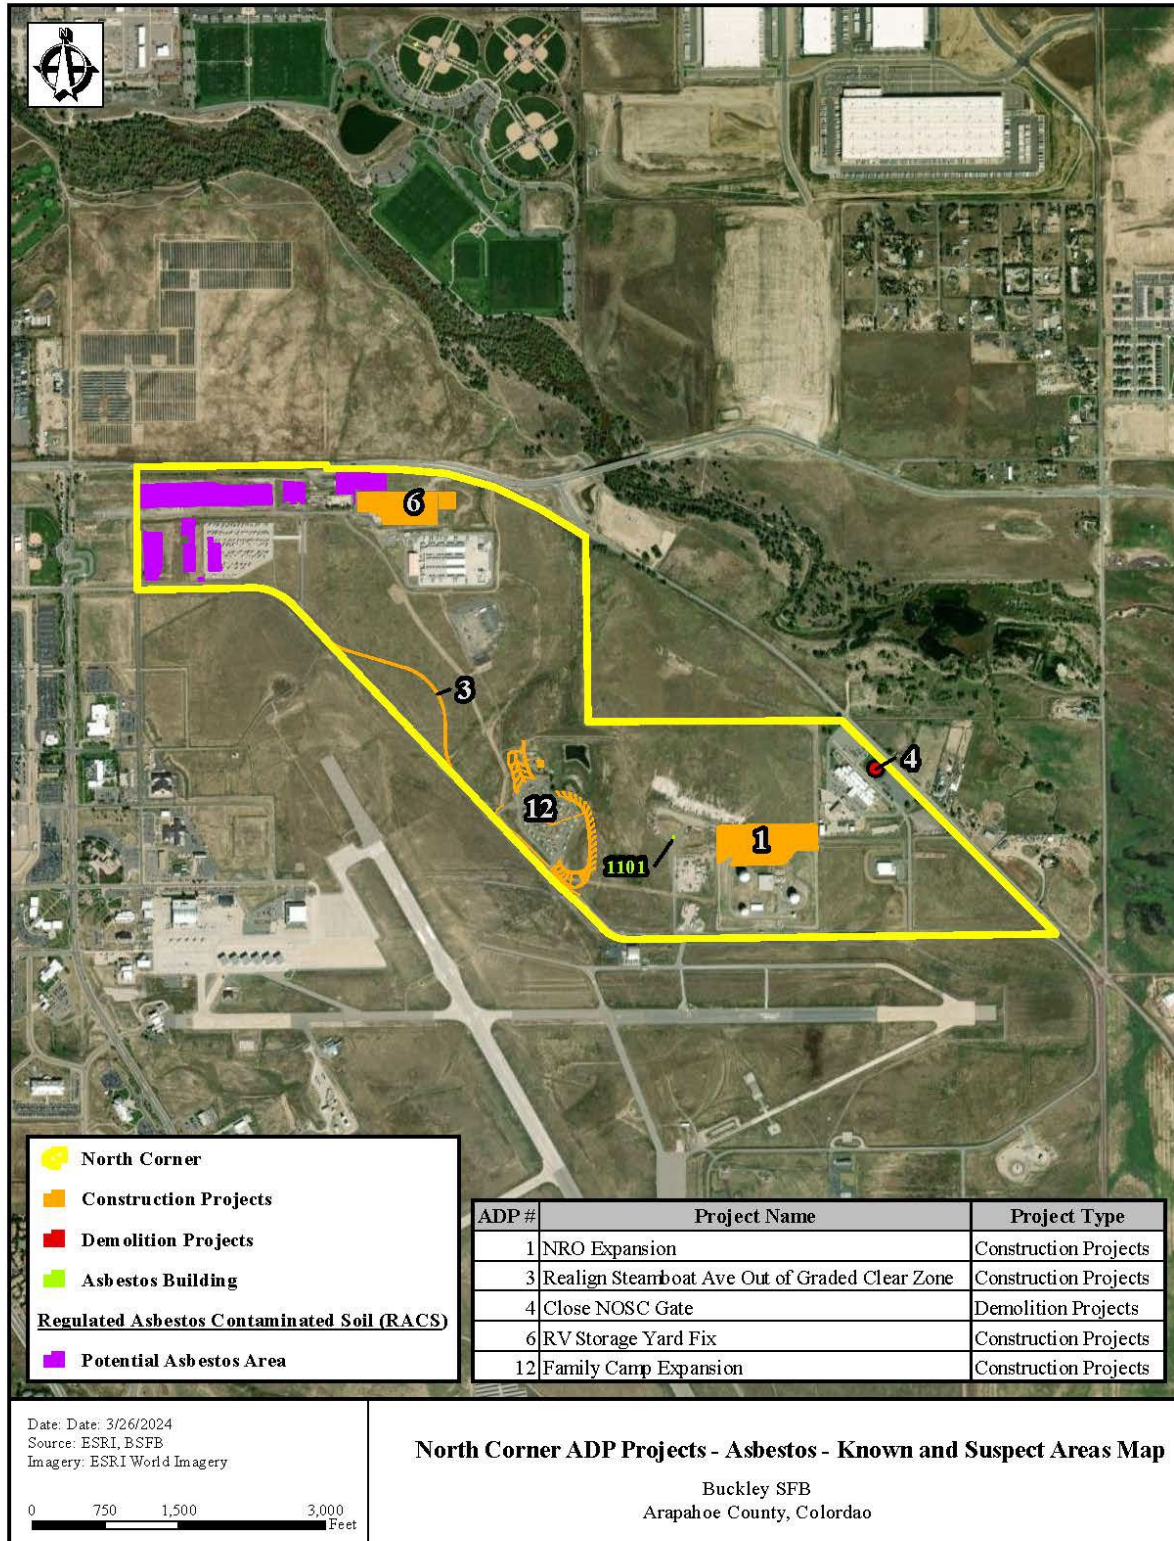 N
6
3
4
12
1
1101
North Corner
Construction Projects
Demolition Projects
Asbestos Building
Regulated Asbestos Contaminated Soil (RACS)
Potential Asbestos Area
ADP # Project Name Project Type
1 NRO Expansion Construction Projects
3 Realign Steamboat Ave Out of Graded Clear Zone Construction Projects
4 Close NOSC Gate Demolition Projects
6 RV Storage Yard Fix Construction Projects
12 Family Camp Expansion Construction Projects
Date: Date: 3/26/2024
Source: ESRI, BSFB
Imagery: ESRI World Imagery
0 750 1,500 3,000
Feet
North Corner ADP Projects - Asbestos - Known and Suspect Areas Map
Buckley SFB
Arapahoe County, Colordao